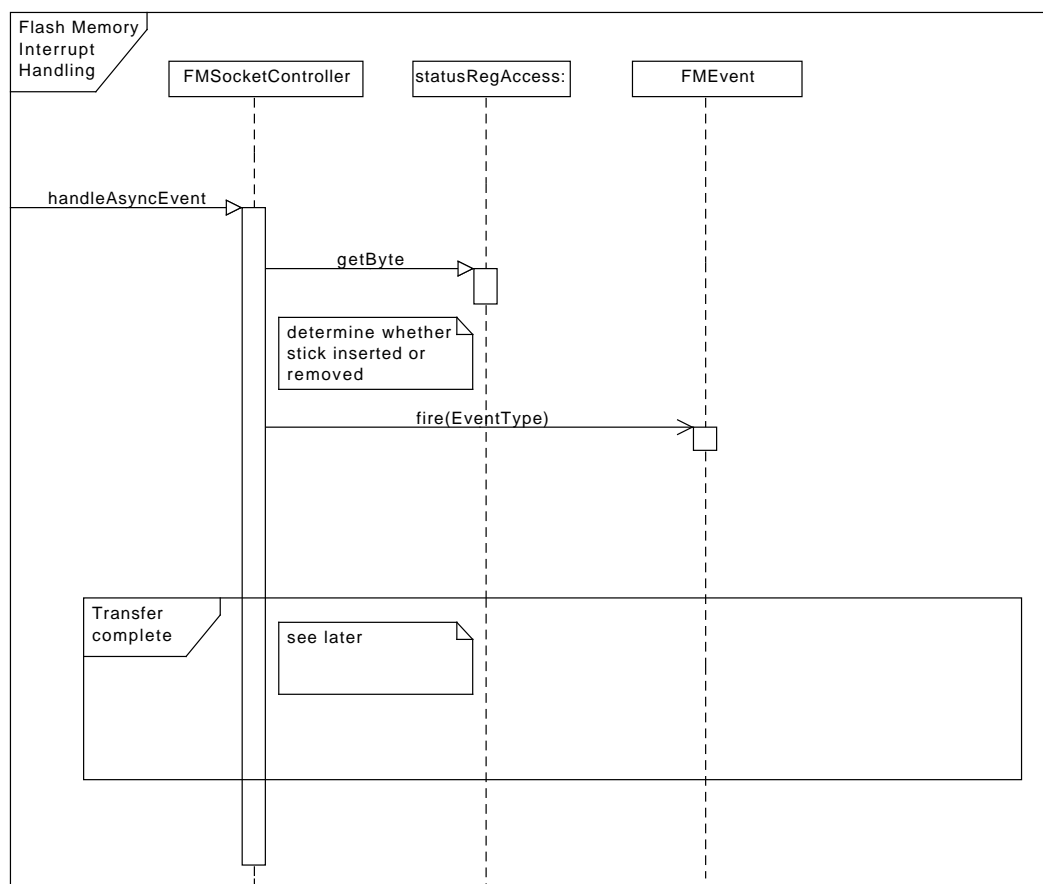 Flash Memory
Interrupt
Handling
FMSocketController
statusRegAccess:
FMEvent
handleAsyncEvent
getByte
determine whether
stick inserted or
removed
fire(EventType)
Transfer
complete
see later